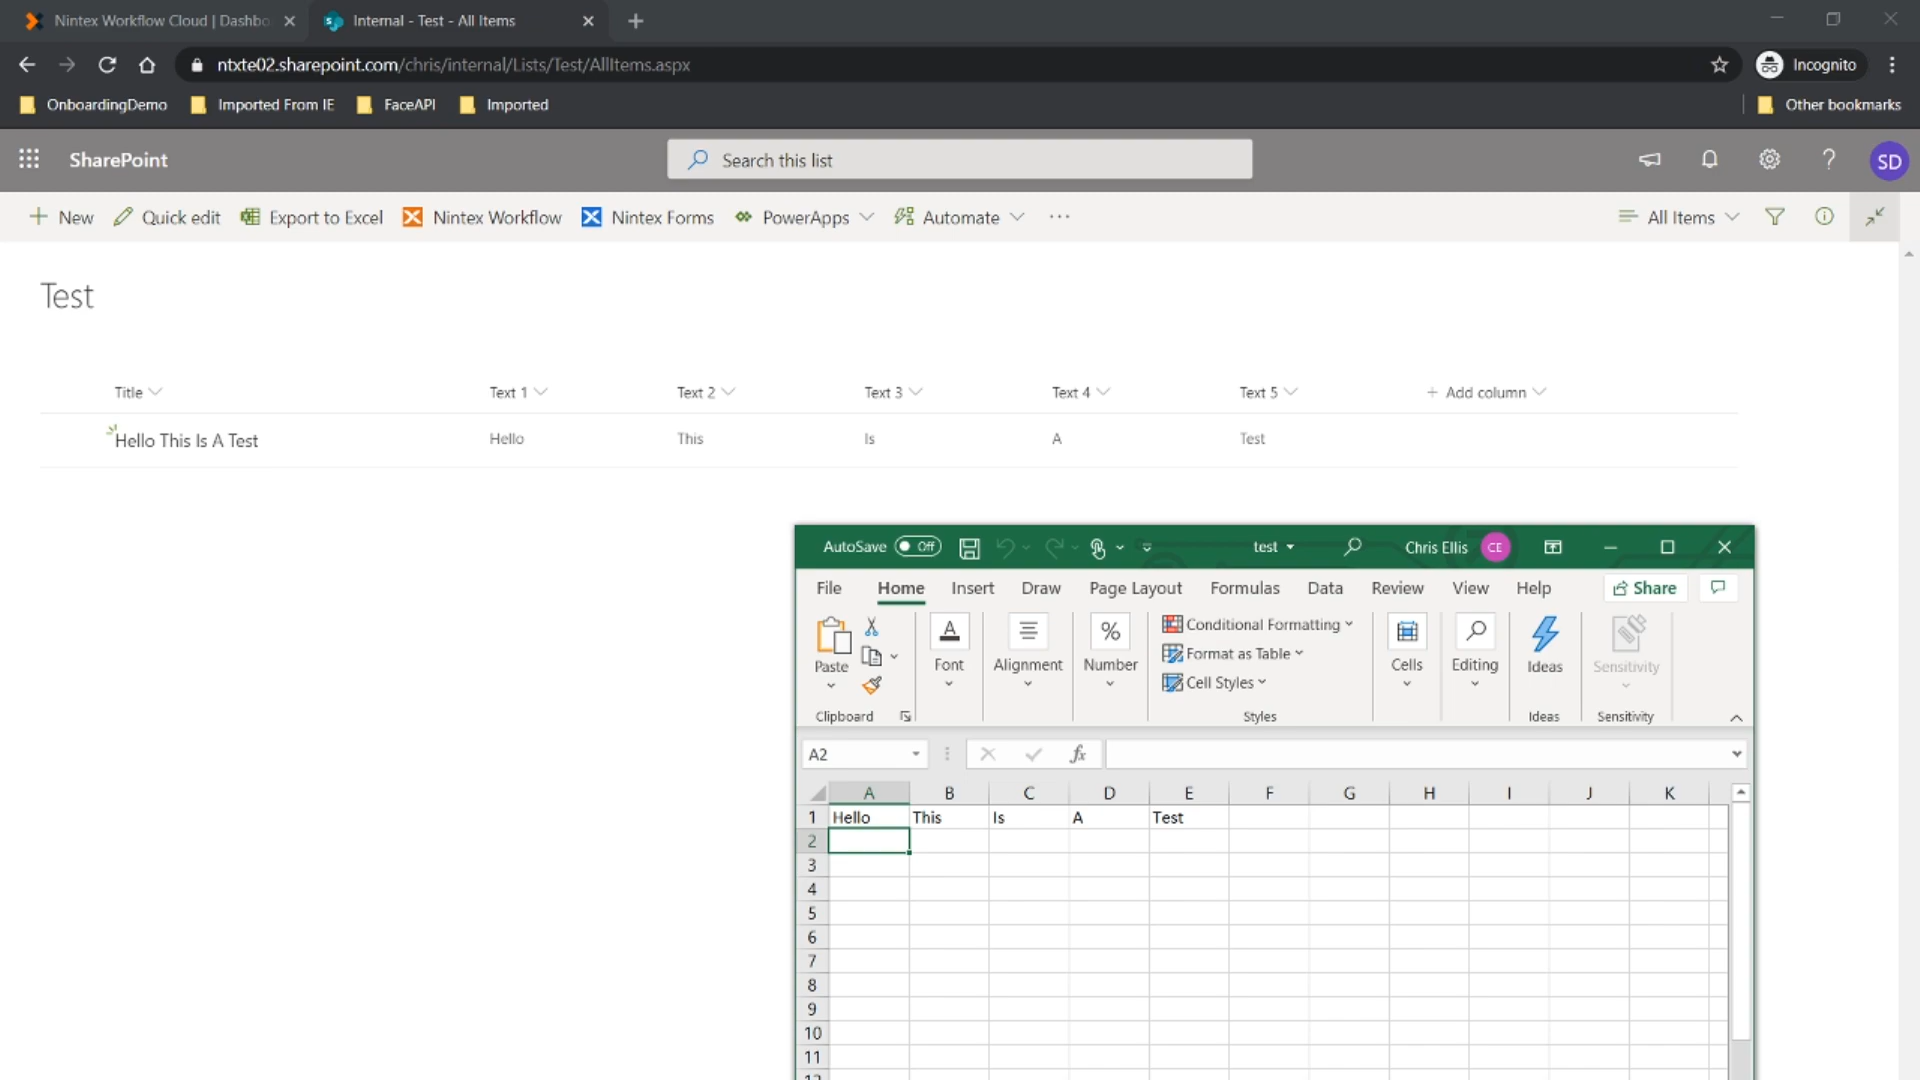 Nintex Workflow Cloud | Dashbo
Internal - Test - All Items
ntxte02.sharepoint.com/chris/internal/Lists/Test/AllItems.aspx
Incognito
OnboardingDemo
Imported From IE
FaceAPI
Imported
Other bookmarks
SharePoint
Search this list
SD
New
Quick edit
Export to Excel
Nintex Workflow
Nintex Forms
PowerApps
Automate
All Items
Test
Title Text 1 Text 2 Text 3 Text 4 Text 5 + Add column
Hello This Is A Test Hello This Is A Test
AutoSave Off
test
Chris Ellis CE
File Home Insert Draw Page Layout Formulas Data Review View Help Share
Paste
Font
Alignment
%
Number
Conditional Formatting
Format as Table
Cell Styles
Cells
Editing
Ideas
Sensitivity
Clipboard
Styles
Ideas
Sensitivity
A2
fx
A B C D E F G H I J K
1 Hello This Is A Test
2
3
4
5
6
7
8
9
10
11